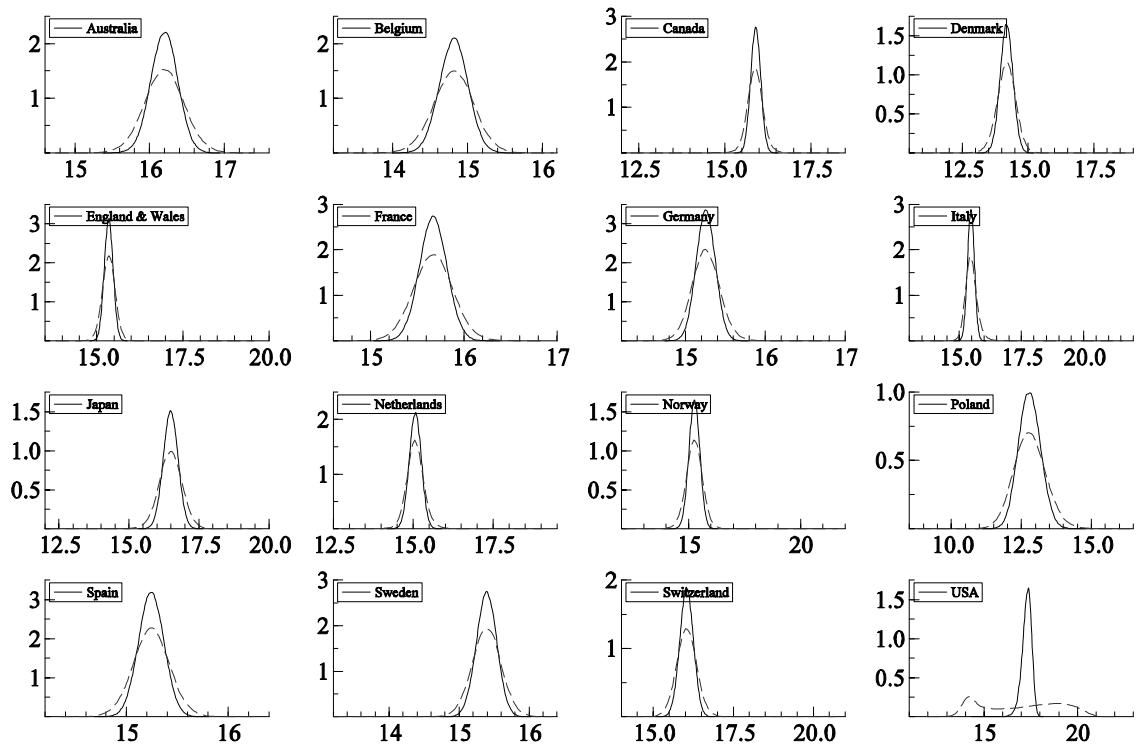 Australia
2
1
15 16 17
Belgium
2
1
14 15 16
Canada
3
2
1
12.5 15.0 17.5
Denmark
1.5
1.0
0.5
12.5 15.0 17.5
England & Wales
3
2
1
15.0 17.5 20.0
France
3
2
1
15 16 17
Germany
3
2
1
15 16 17
Italy
3
2
1
15.0 17.5 20.0
Japan
1.5
1.0
0.5
12.5 15.0 17.5 20.0
Netherlands
2
1
12.5 15.0 17.5
Norway
1.5
1.0
0.5
15 20
Poland
1.0
0.5
10.0 12.5 15.0
Spain
3
2
1
15 16
Sweden
3
2
1
14 15 16
Switzerland
2
1
15.0 17.5 20.0
USA
1.5
1.0
0.5
15 20